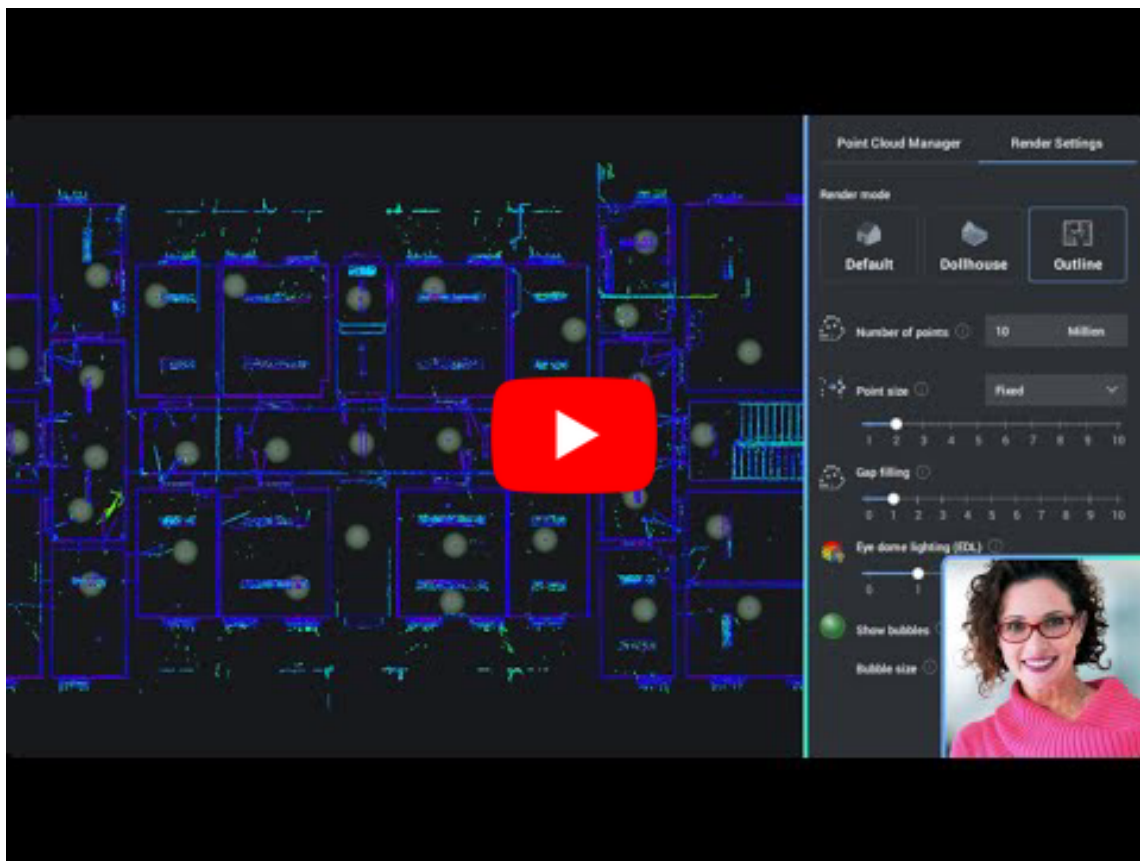 Point Cloud Manager
Render Settings
Render mode
Default
Dollhouse
Outline
Number of points
10
Million
Point size
Fixed
1 2 3 4 5 6 7 8 9 10
Gap filling
0 1 2 3 4 5 6 7 8 9 10
Eye dome lighting (EDL)
0 1
Show bubbles
Bubble size